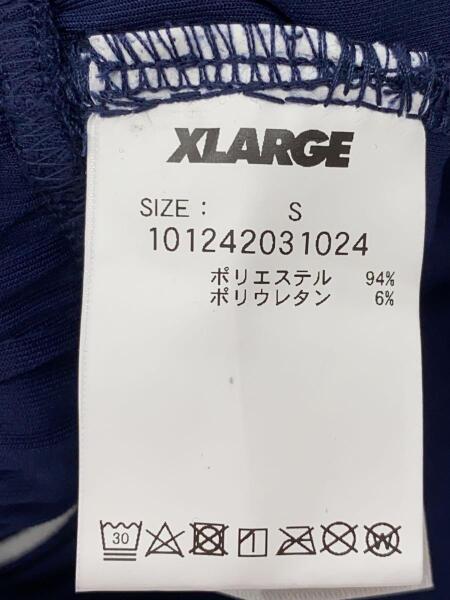 XLARGE
SIZE : S
101242031024
ポリエステル 94%
ポリウレタン 6%
30 W